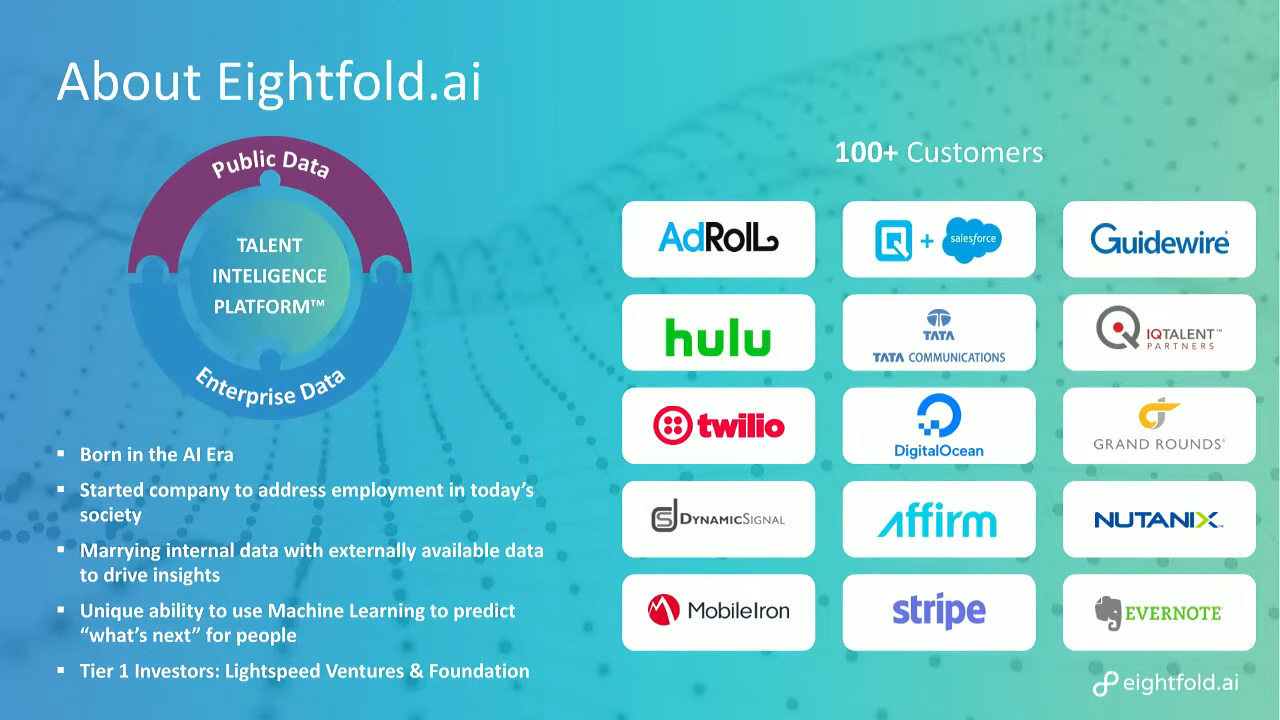 About Eightfold.ai
Public Data
TALENT
INTELIGENCE
PLATFORM™
Enterprise Data
▪ Born in the AI Era
▪ Started company to address employment in today's
society
▪ Marrying internal data with externally available data
to drive insights
▪ Unique ability to use Machine Learning to predict
“what's next” for people
▪ Tier 1 Investors: Lightspeed Ventures & Foundation
100+ Customers
AdRoll
+ salesforce
Guidewire
hulu
TATA
TATA COMMUNICATIONS
IQTALENT™
PARTNERS
twilio
DigitalOcean
GRAND ROUNDS®
DYNAMICSIGNAL
affirm
NUTANIX™
MobileIron
stripe
EVERNOTE
eightfold.ai